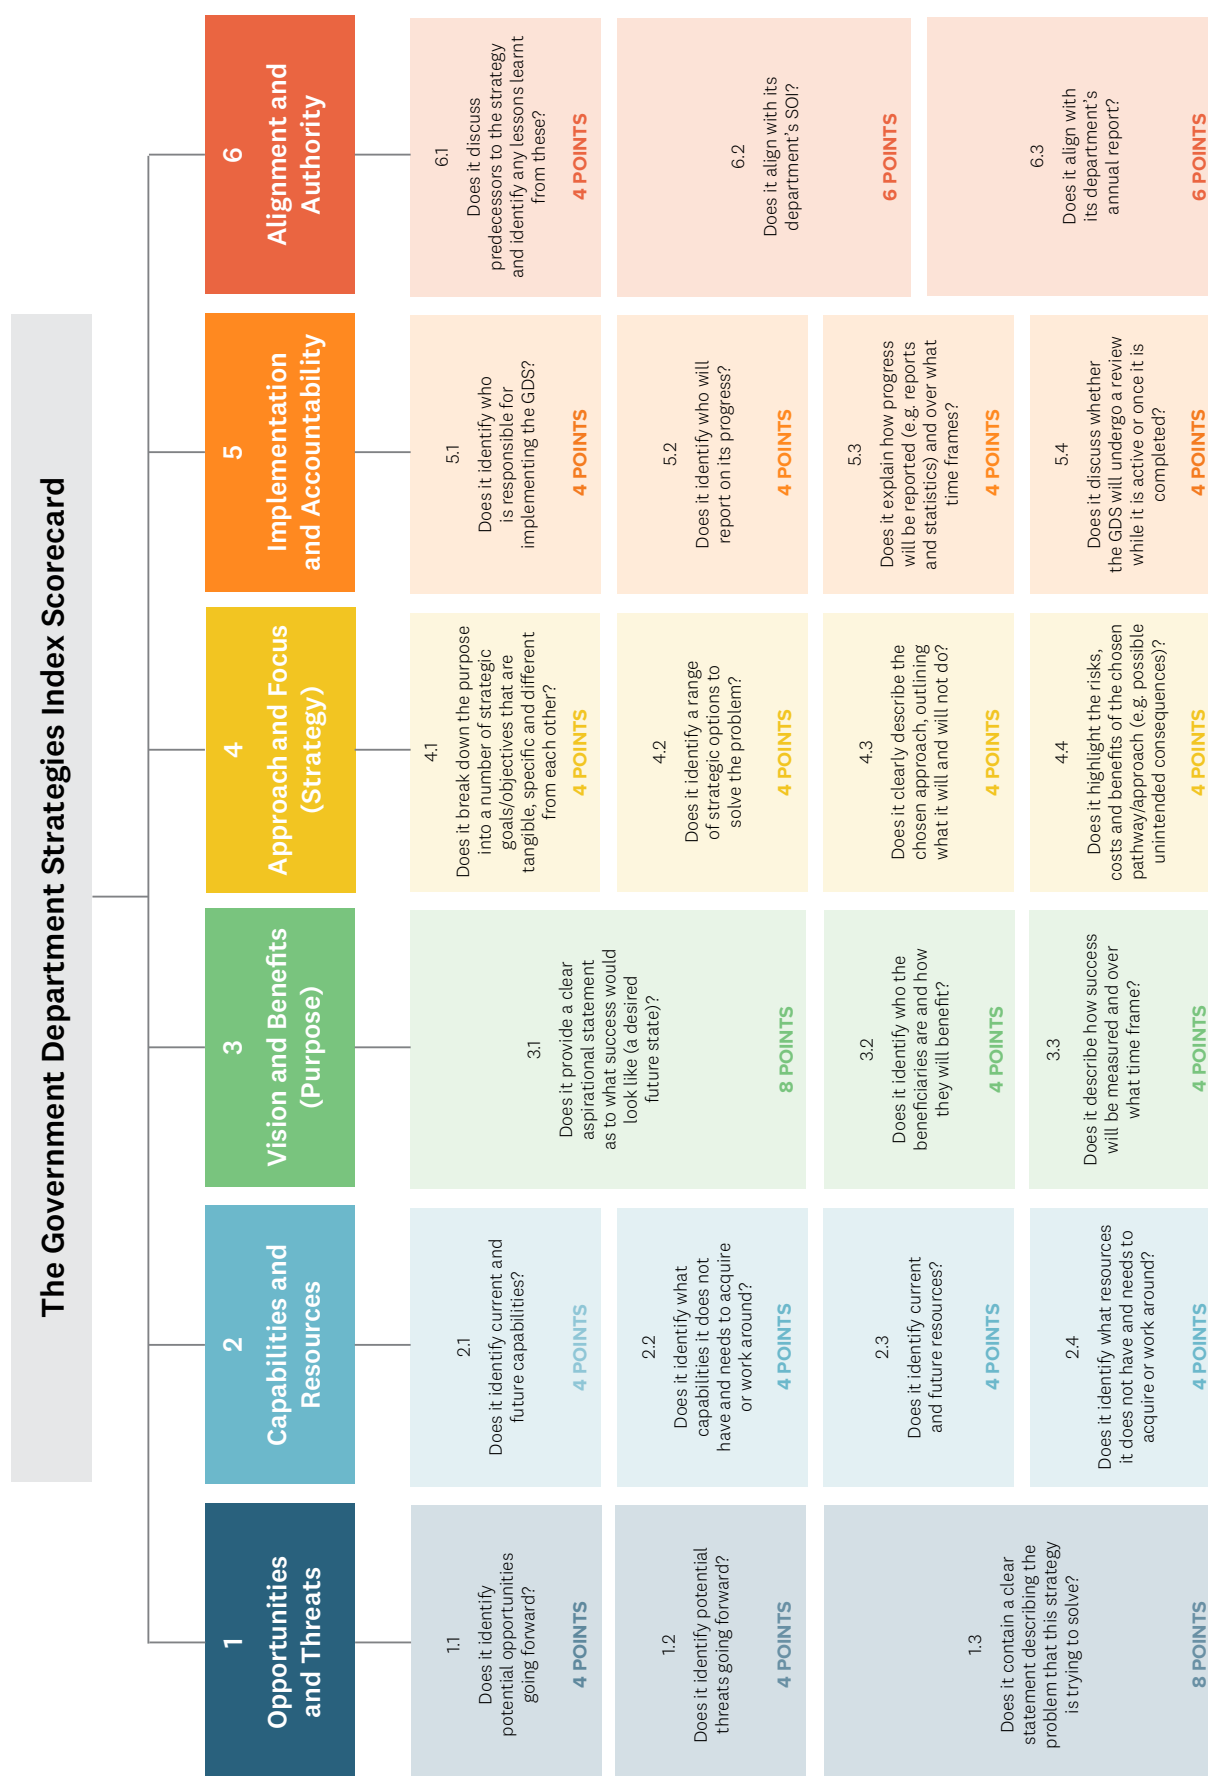 The Government Department Strategies Index Scorecard
1
Opportunities
and Threats
1.1
Does it identify
potential opportunities
going forward?
4 POINTS
1.2
Does it identify potential
threats going forward?
4 POINTS
1.3
Does it contain a clear
statement describing the
problem that this strategy
is trying to solve?
8 POINTS
2
Capabilities and
Resources
2.1
Does it identify current and
future capabilities?
4 POINTS
2.2
Does it identify what
capabilities it does not
have and needs to acquire
or work around?
4 POINTS
2.3
Does it identify current
and future resources?
4 POINTS
2.4
Does it identify what resources
it does not have and needs to
acquire or work around?
4 POINTS
3
Vision and Benefits
(Purpose)
3.1
Does it provide a clear
aspirational statement
as to what success would
look like (a desired
future state)?
8 POINTS
3.2
Does it identify who the
beneficiaries are and how
they will benefit?
4 POINTS
3.3
Does it describe how success
will be measured and over
what time frame?
4 POINTS
4
Approach and Focus
(Strategy)
4.1
Does it break down the purpose
into a number of strategic
goals/objectives that are
tangible, specific and different
from each other?
4 POINTS
4.2
Does it identify a range
of strategic options to
solve the problem?
4 POINTS
4.3
Does it clearly describe the
chosen approach, outlining
what it will and will not do?
4 POINTS
4.4
Does it highlight the risks,
costs and benefits of the chosen
pathway/approach (e.g. possible
unintended consequences)?
4 POINTS
5
Implementation
and Accountability
5.1
Does it identify who
is responsible for
implementing the GDS?
4 POINTS
5.2
Does it identify who will
report on its progress?
4 POINTS
5.3
Does it explain how progress
will be reported (e.g. reports
and statistics) and over what
time frames?
4 POINTS
5.4
Does it discuss whether
the GDS will undergo a review
while it is active or once it is
completed?
4 POINTS
6
Alignment and
Authority
6.1
Does it discuss
predecessors to the strategy
and identify any lessons learnt
from these?
4 POINTS
6.2
Does it align with its
department's SOI?
6 POINTS
6.3
Does it align with
its department's
annual report?
6 POINTS